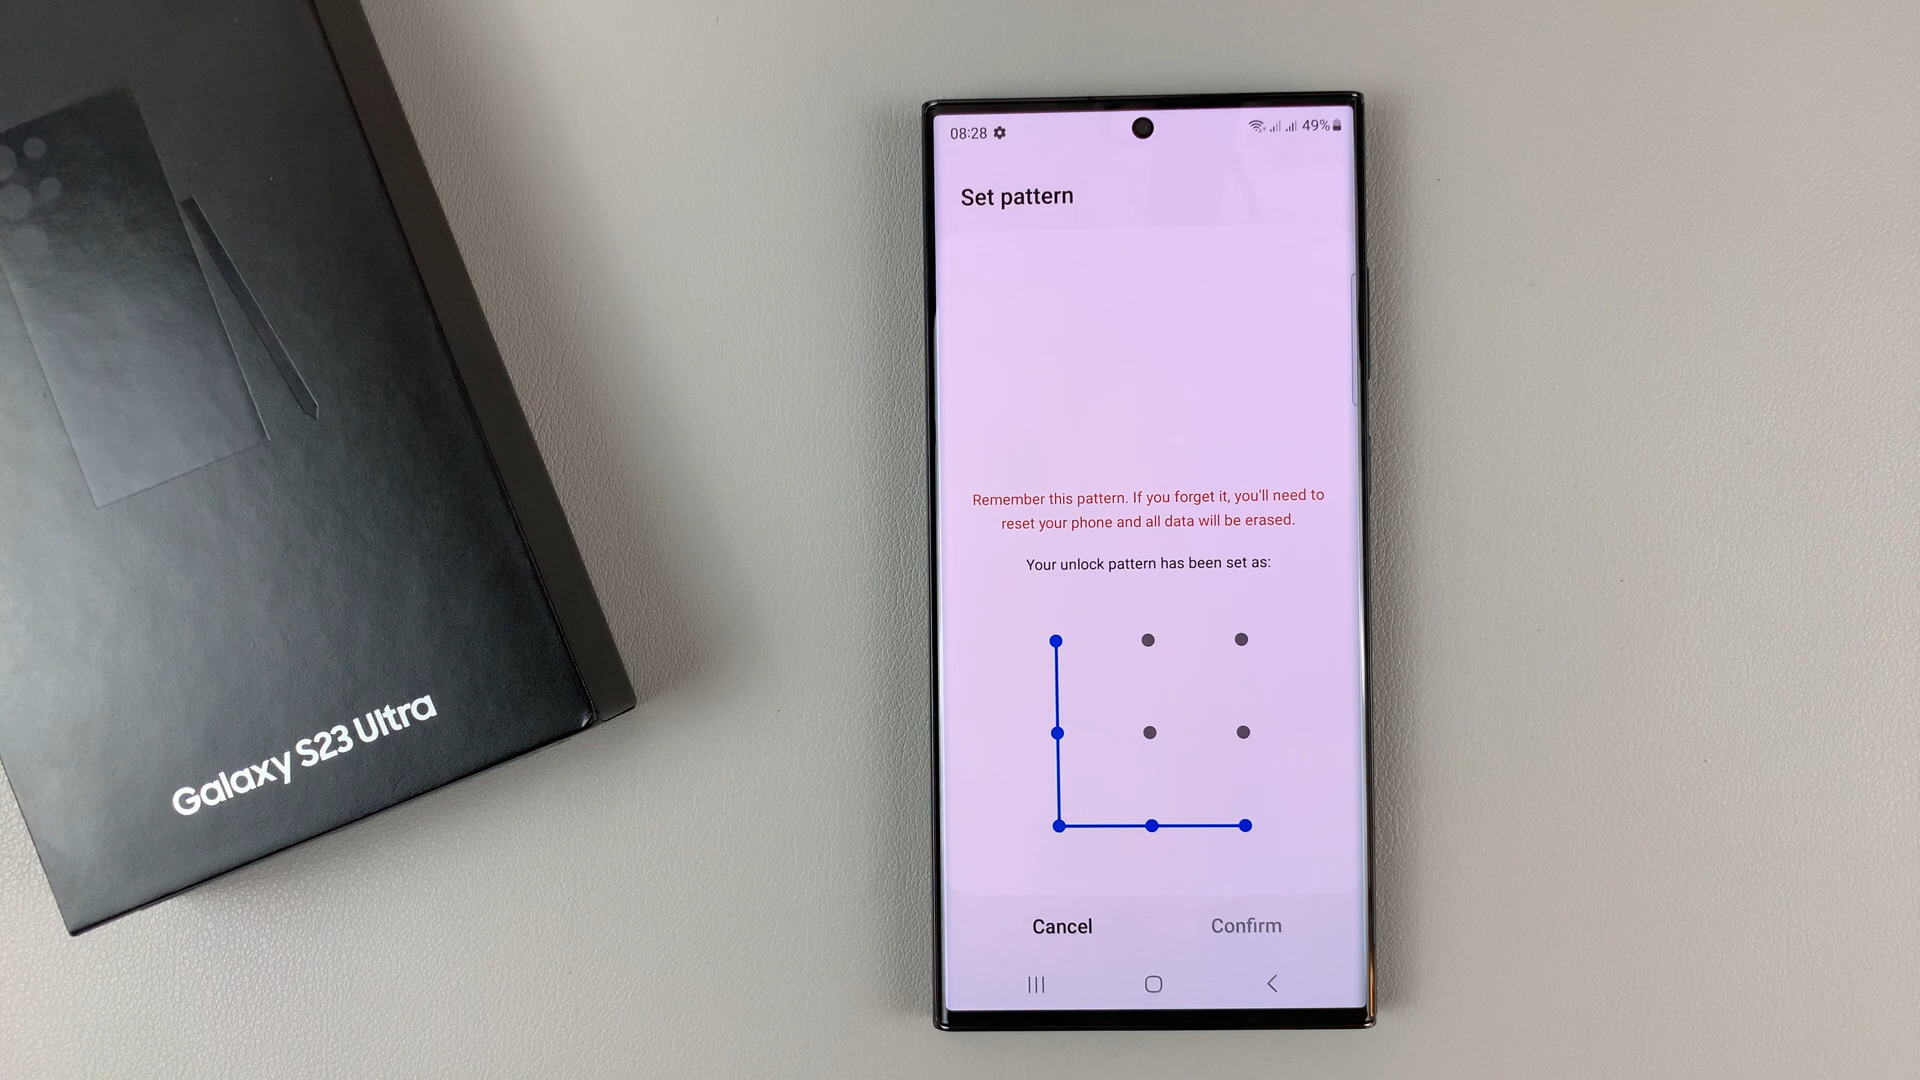 Galaxy S23 Ultra
08:28
49%
Set pattern
Remember this pattern. If you forget it, you'll need to
reset your phone and all data will be erased.
Your unlock pattern has been set as:
Cancel
Confirm